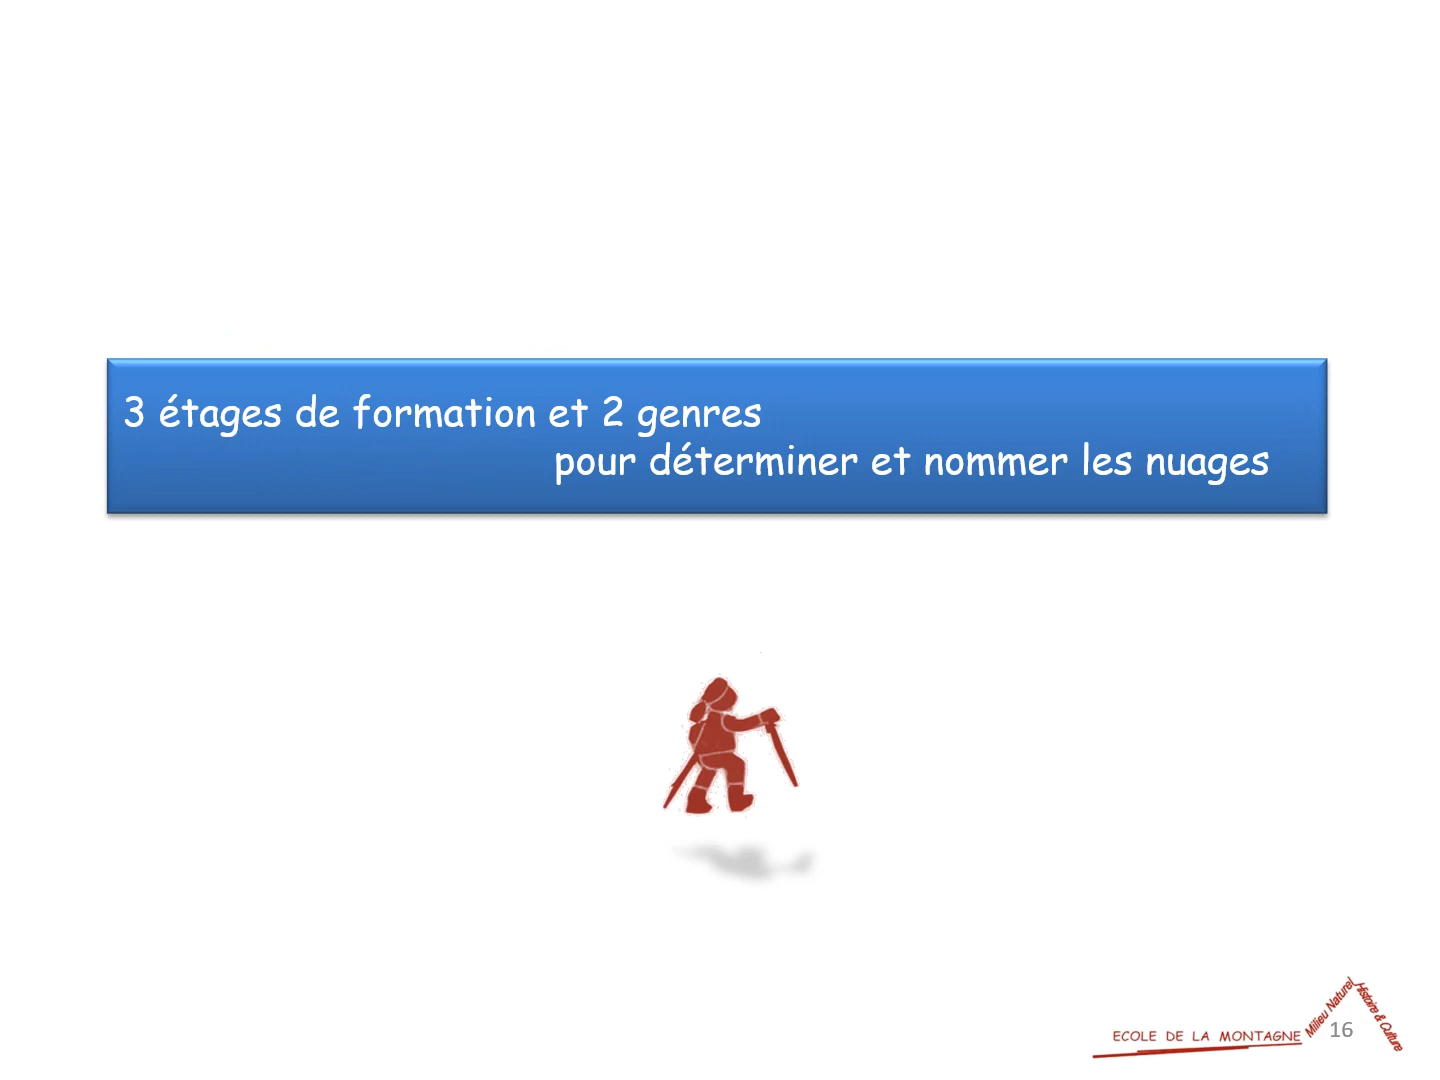 3 étages de formation et 2 genres
pour déterminer et nommer les nuages
ECOLE DE LA MONTAGNE
Milieu Naturel
Histoire & Culture
16